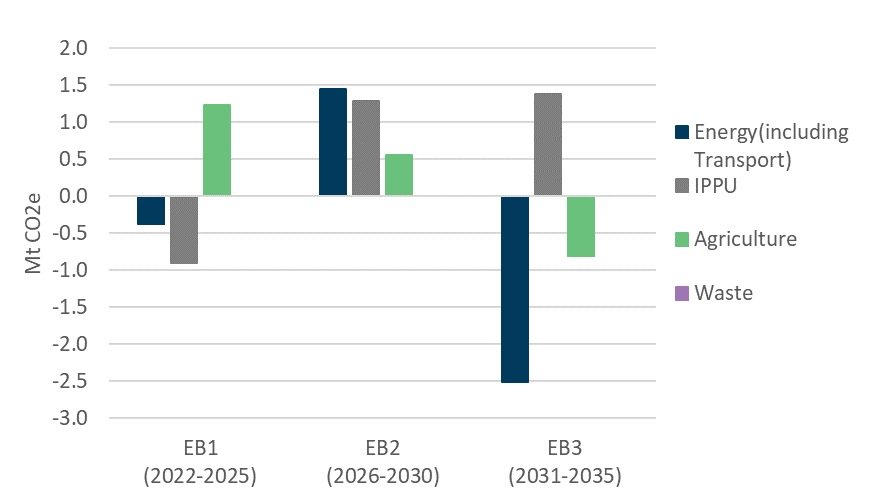 2.0
1.5
1.0
0.5
0.0
-0.5
-1.0
-1.5
-2.0
-2.5
-3.0
Mt CO2e
EB1
(2022-2025)
EB2
(2026-2030)
EB3
(2031-2035)
Energy(including
Transport)
IPPU
Agriculture
Waste